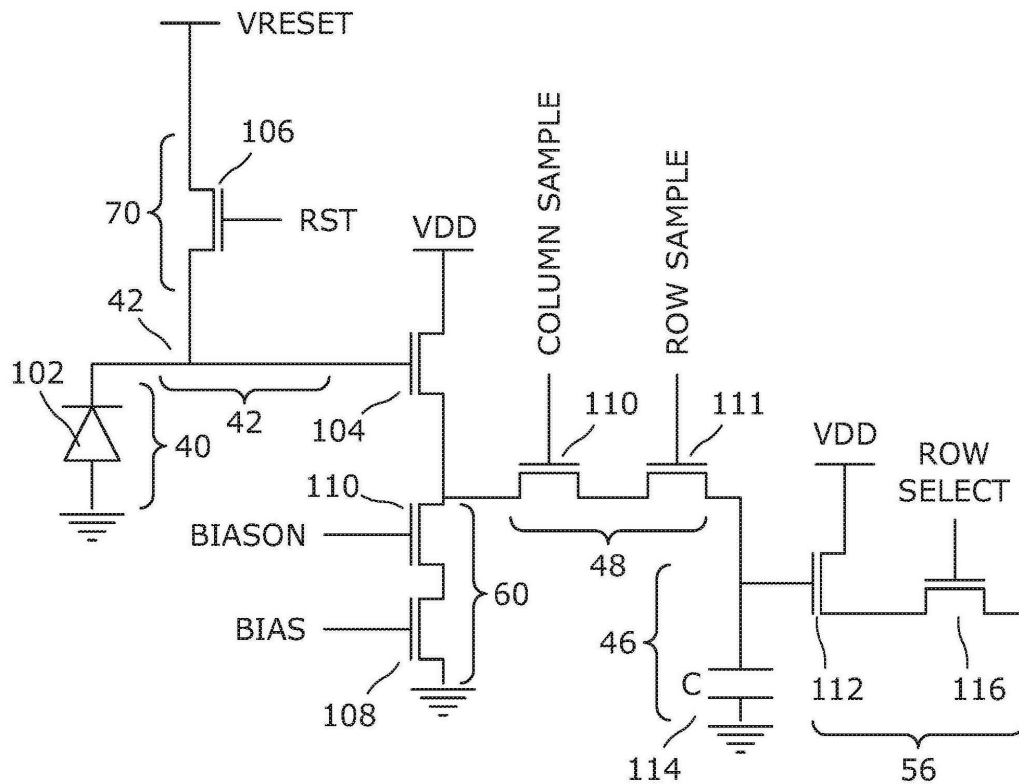 VRESET
106
70
RST
VDD
COLUMN SAMPLE
ROW SAMPLE
42
102
40
42
104
110
111
VDD
ROW
SELECT
110
BIASON
48
60
BIAS
46
C
108
114
112
116
56